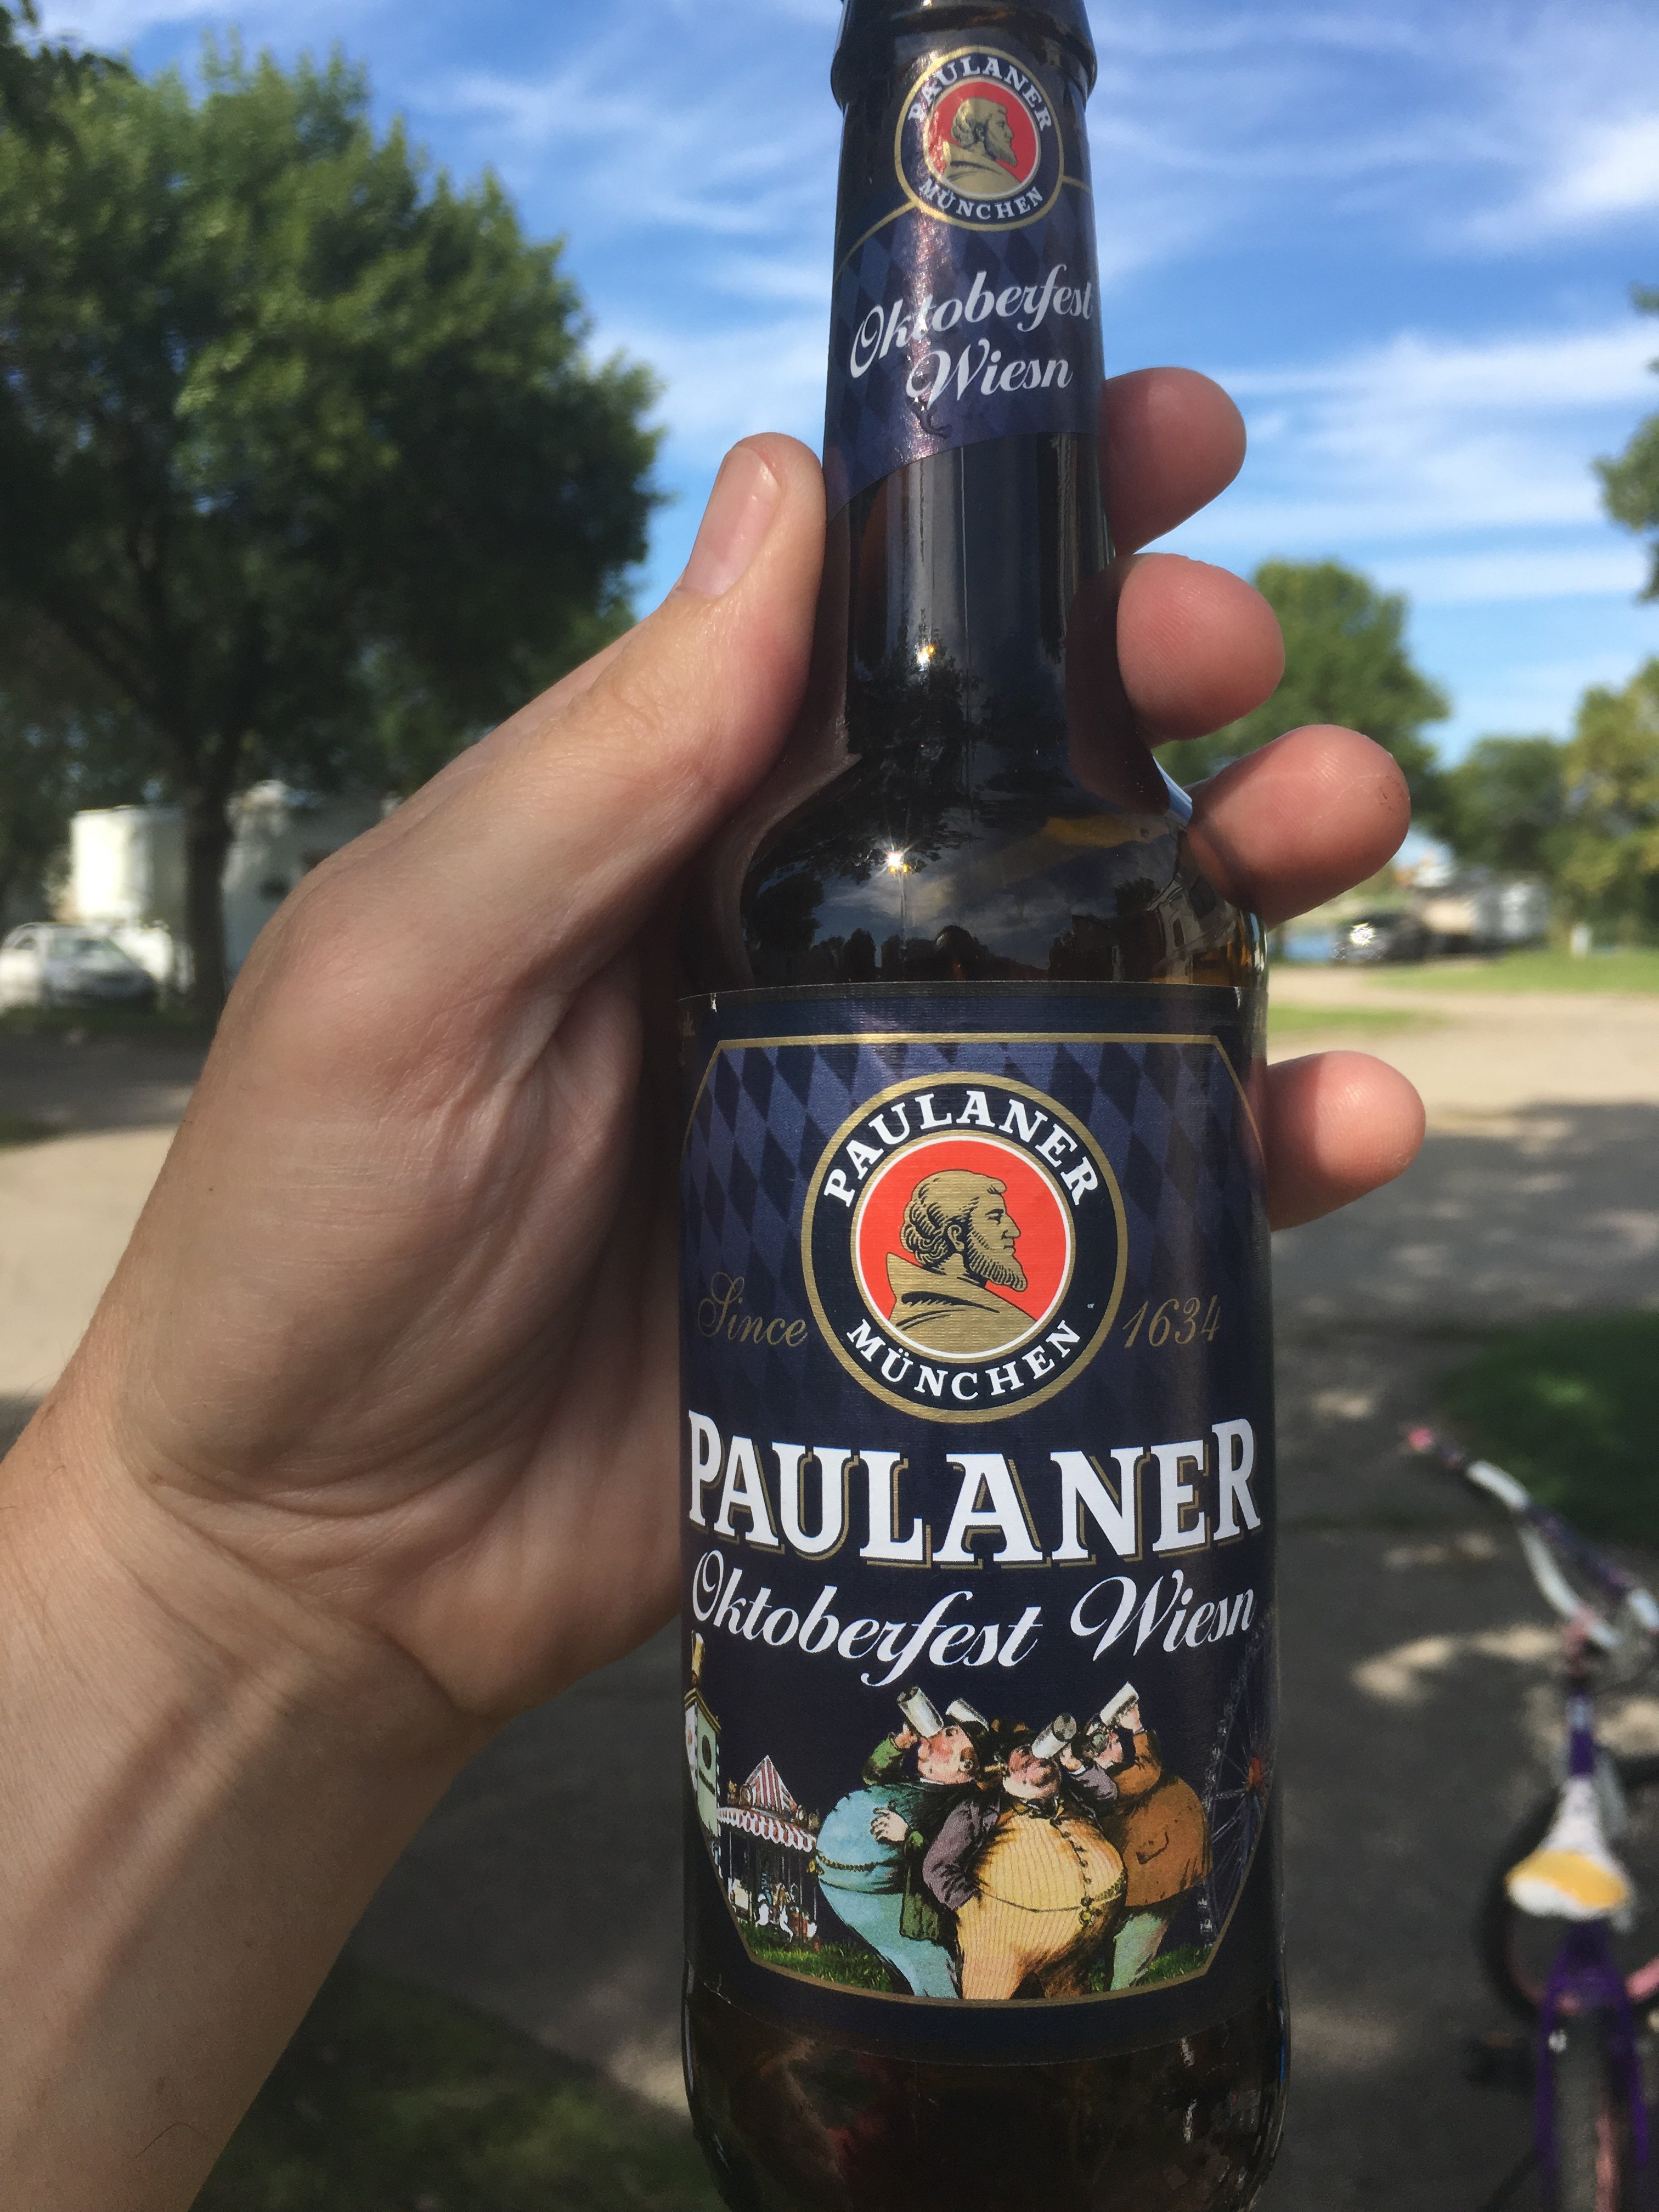 PAULANER
MÜNCHEN
Oktoberfest
Wiesn
PAULANER
Since 1634
MÜNCHEN
PAULANER
Oktoberfest Wiesn